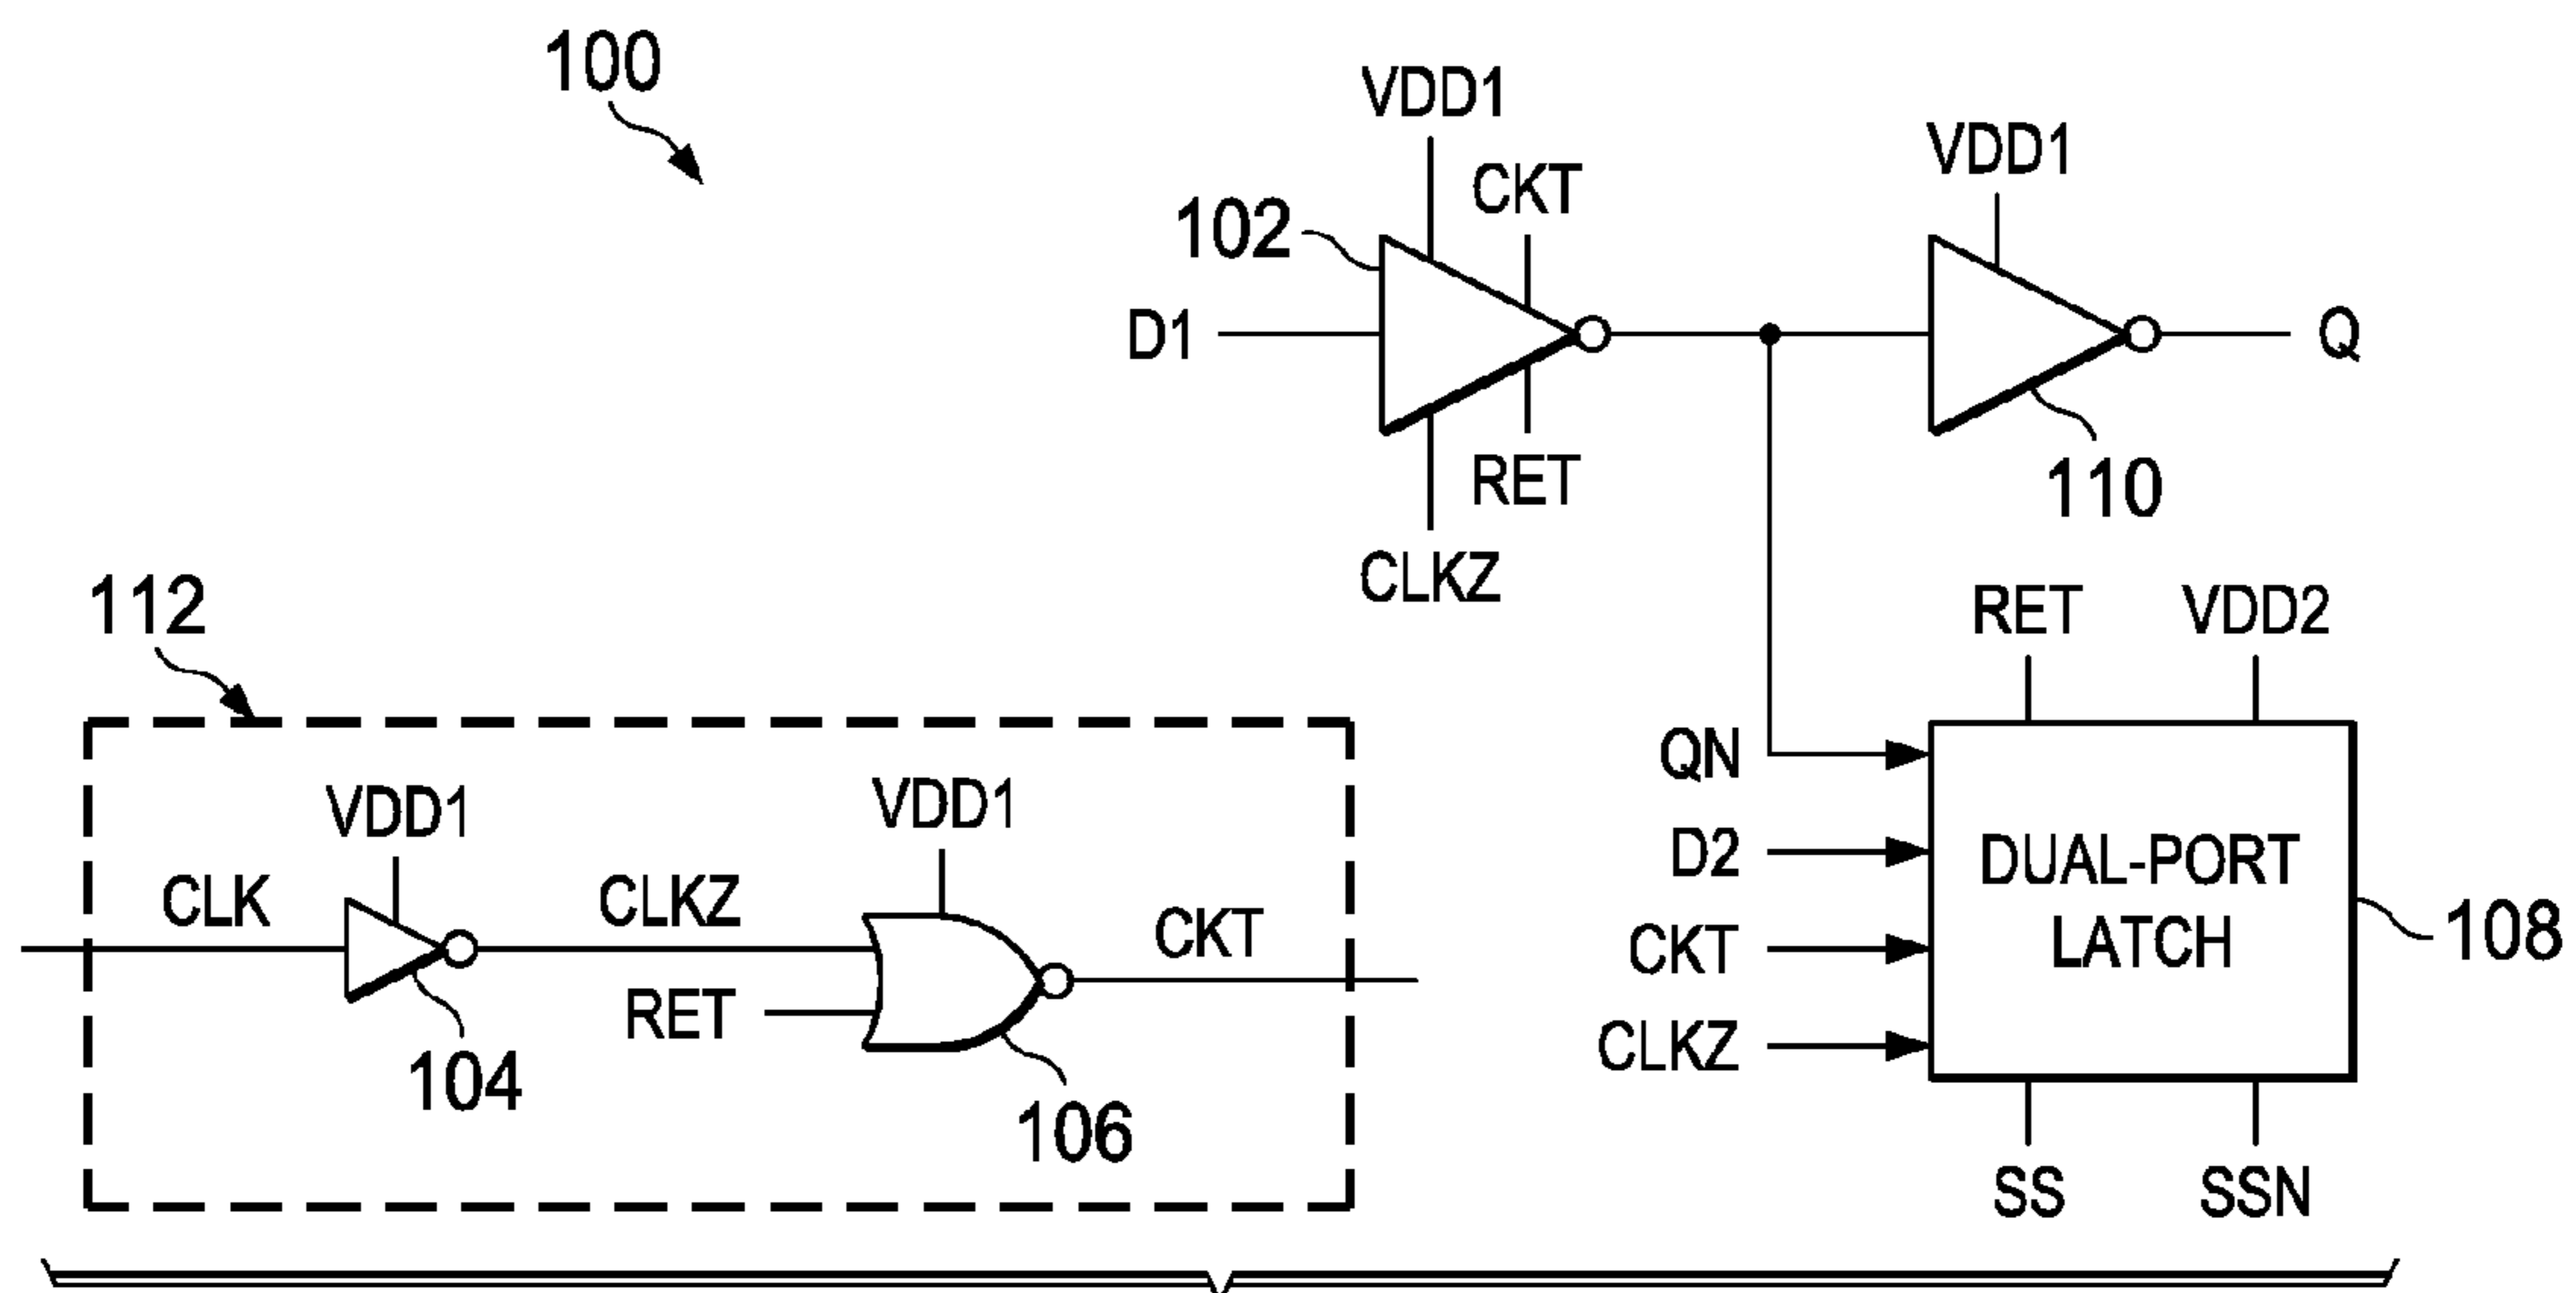 100
VDD1
VDD1
CKT
102
D1
Q
RET
110
CLKZ
112
RET
VDD2
QN
VDD1
VDD1
D2
DUAL-PORT
LATCH
CLK
CLKZ
CKT
CKT
108
RET
CLKZ
104
106
SS
SSN